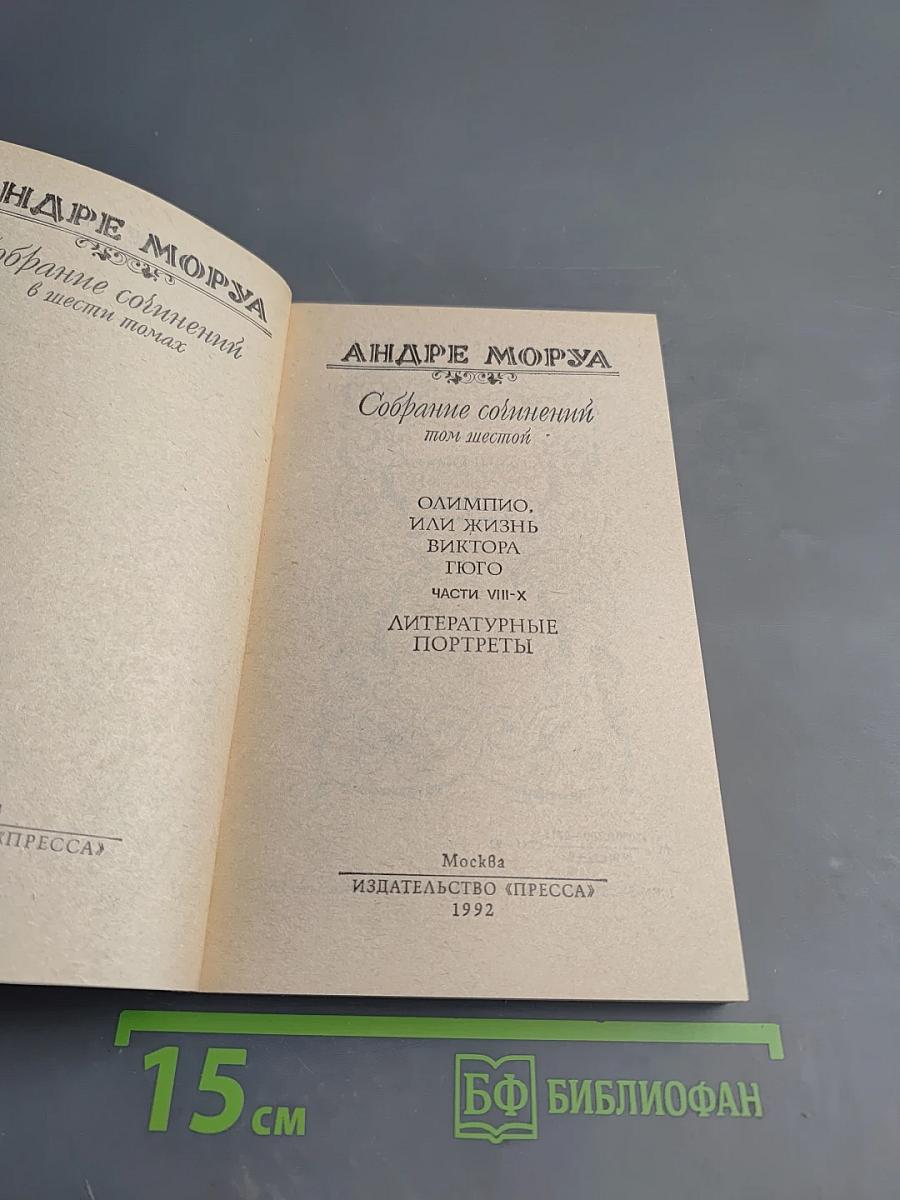 АНДРЕ МОРУА
Собрание сочинений
в шести томах
«ПРЕССА»
АНДРЕ МОРУА
Собрание сочинений
том шестой
ОЛИМПИО,
ИЛИ ЖИЗНЬ
ВИКТОРА
ГЮГО
ЧАСТИ VIII-X
ЛИТЕРАТУРНЫЕ
ПОРТРЕТЫ
Москва
ИЗДАТЕЛЬСТВО «ПРЕССА»
1992
15 см
БФ БИБЛИОФАН